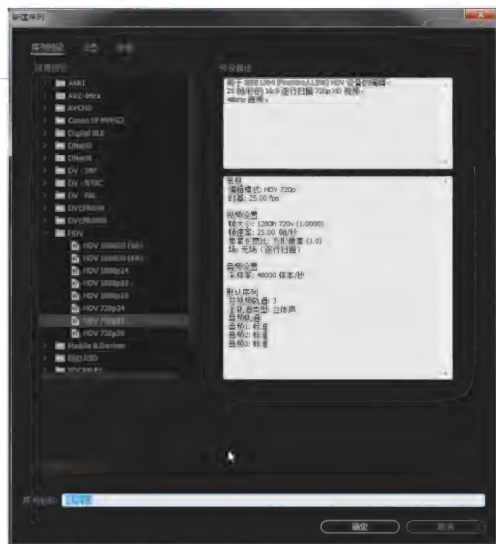 新建序列
序列预设 设置 轨道
可用预设
ARRI
AVC-Intra
AVCHD
Canon XF MPEG2
Digital SLR
DNxHD
DNxHR
DV - 24P
DV - NTSC
DV - PAL
DVCPRO50
DVCPROHD
HDV
HDV 1080i25 (50i)
HDV 1080i30 (60i)
HDV 1080p24
HDV 1080p25
HDV 1080p30
HDV 720p24
HDV 720p25
HDV 720p30
Mobile & Devices
RED R3D
XDCAM EX
预设描述
用于 IEEE1394 (FireWire/i.LINK) HDV 设备的编辑。
25 帧/秒的 16:9 逐行扫描 720p HD 视频。
48kHz 音频。
常规
编辑模式: HDV 720p
时基: 25.00 fps
视频设置
帧大小: 1280h 720v (1.0000)
帧速率: 25.00 帧/秒
像素长宽比: 方形像素 (1.0)
场: 无场（逐行扫描）
音频设置
采样率: 48000 样本/秒
默认序列
总视频轨道: 3
主轨道类型: 立体声
音频轨道:
音频1: 标准
音频2: 标准
音频3: 标准
序列名称:
确定
取消